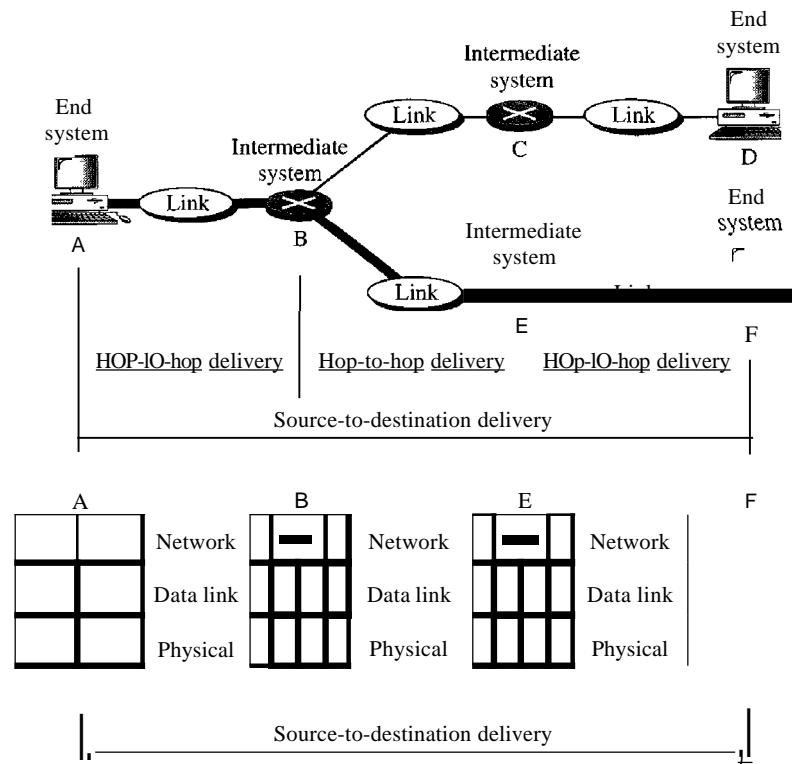 End
system
Intermediate
system
Link
Link
C
D
End
system
Intermediate
system
Link
A
B
End
system
Intermediate
system
Link
E
F
HOP-lO-hop delivery
Hop-to-hop delivery
HOp-lO-hop delivery
Source-to-destination delivery
A
B
E
F
Network
Network
Network
Data link
Data link
Data link
Physical
Physical
Physical
Source-to-destination delivery